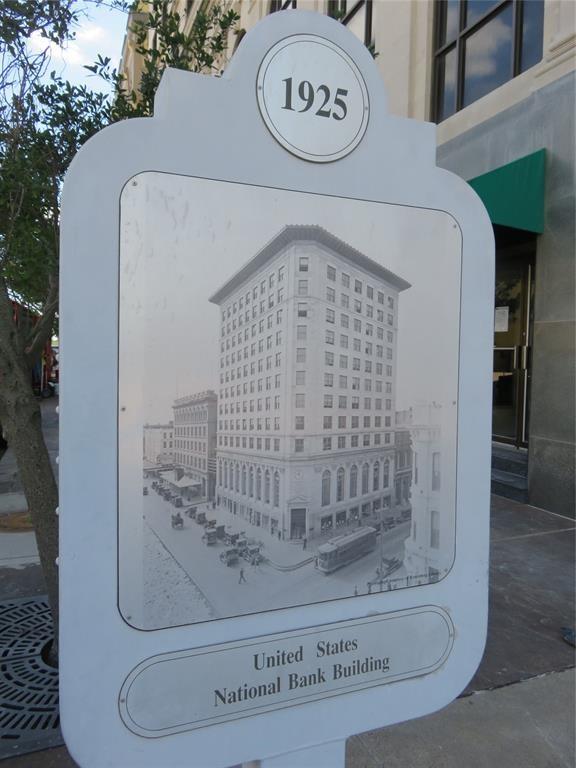 1925
United States
National Bank Building